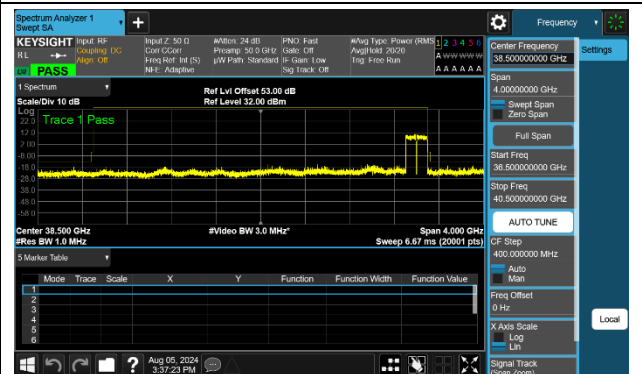 Spectrum Analyzer 1
Swept SA
Frequency
KEYSIGHT
RL
PASS
Input: RF
Coupling: DC
Align: Off
Input Z: 50 Ω
Corr CCorr
Freq Ref: Int (S)
NFE: Adaptive
#Atten: 24 dB
Preamp: 50.0 GHz
µW Path: Standard
PNO: Fast
Gate: Off
IF Gain: Low
Sig Track: Off
#Avg Type: Power (RMS
Avg|Hold: 20/20
Trig: Free Run
1 2 3 4 5 6
A W W W W W
A A A A A A
Center Frequency
38.500000000 GHz
Settings
Span
4.00000000 GHz
Swept Span
Zero Span
Full Span
Start Freq
36.500000000 GHz
Stop Freq
40.500000000 GHz
AUTO TUNE
CF Step
400.000000 MHz
Auto
Man
Freq Offset
0 Hz
X Axis Scale
Log
Lin
Signal Track
(Span Zoom)
Local
1 Spectrum
Scale/Div 10 dB
Ref Lvl Offset 53.00 dB
Ref Level 32.00 dBm
Log
Trace 1 Pass
22.0
12.0
2.00
-8.00
-18.0
-28.0
-38.0
-48.0
-58.0
Center 38.500 GHz
#Video BW 3.0 MHz*
Span 4.000 GHz
#Res BW 1.0 MHz
Sweep 6.67 ms (20001 pts)
5 Marker Table
Mode Trace Scale X Y Function Function Width Function Value
1
2
3
4
5
6
?
Aug 05, 2024
3:37:23 PM